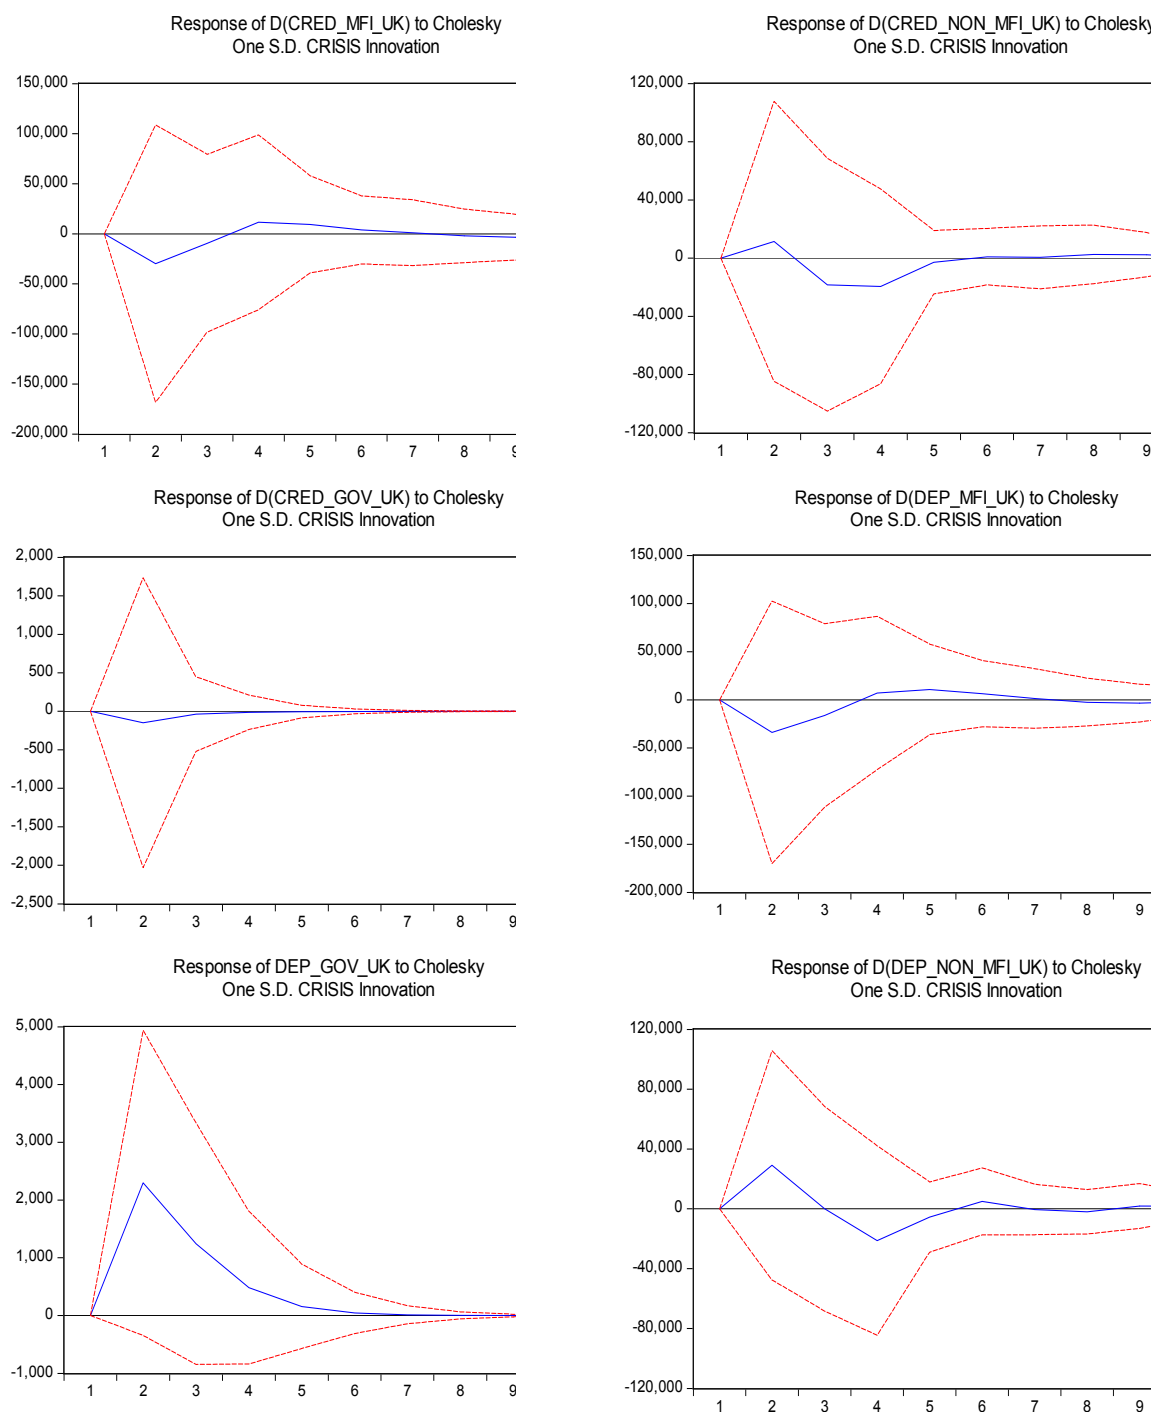 Response of D(CRED_MFI_UK) to Cholesky
One S.D. CRISIS Innovation
150,000
100,000
50,000
0
-50,000
-100,000
-150,000
-200,000
1 2 3 4 5 6 7 8 9
Response of D(CRED_NON_MFI_UK) to Cholesky
One S.D. CRISIS Innovation
120,000
80,000
40,000
0
-40,000
-80,000
-120,000
1 2 3 4 5 6 7 8 9
Response of D(CRED_GOV_UK) to Cholesky
One S.D. CRISIS Innovation
2,000
1,500
1,000
500
0
-500
-1,000
-1,500
-2,000
-2,500
1 2 3 4 5 6 7 8 9
Response of D(DEP_MFI_UK) to Cholesky
One S.D. CRISIS Innovation
150,000
100,000
50,000
0
-50,000
-100,000
-150,000
-200,000
1 2 3 4 5 6 7 8 9
Response of DEP_GOV_UK to Cholesky
One S.D. CRISIS Innovation
5,000
4,000
3,000
2,000
1,000
0
-1,000
1 2 3 4 5 6 7 8 9
Response of D(DEP_NON_MFI_UK) to Cholesky
One S.D. CRISIS Innovation
120,000
80,000
40,000
0
-40,000
-80,000
-120,000
1 2 3 4 5 6 7 8 9